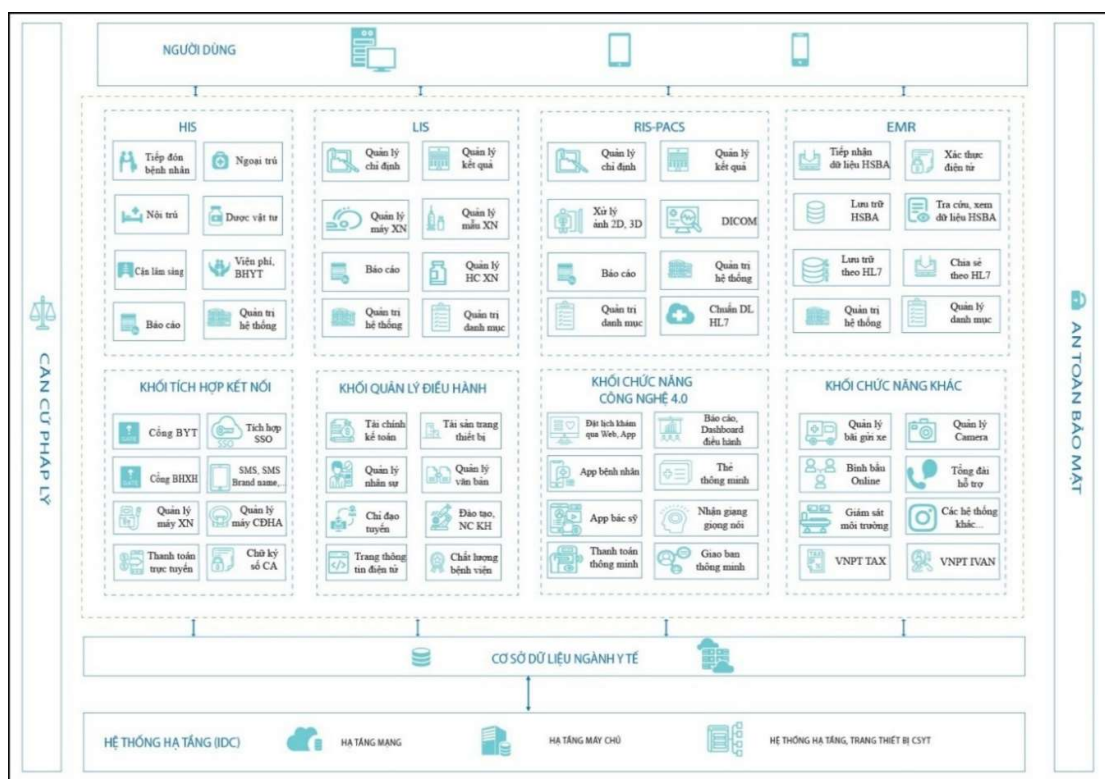 NGƯỜI DÙNG
CĂN CỨ PHÁP LÝ
HIS
Tiếp đón
bệnh nhân
Ngoại trú
Nội trú
Dược vật tư
Cận lâm sàng
Viện phí,
BHYT
Báo cáo
Quản trị
hệ thống
LIS
Quản lý
chỉ định
Quản lý
kết quả
Quản lý
máy XN
Quản lý
mẫu XN
Báo cáo
Quản lý
HC XN
Quản trị
hệ thống
Quản trị
danh mục
RIS-PACS
Quản lý
chỉ định
Quản lý
kết quả
Xử lý
ảnh 2D, 3D
DICOM
Báo cáo
Quản trị
hệ thống
Quản trị
danh mục
Chuẩn DL
HL7
EMR
Tiếp nhận
dữ liệu HSBA
Xác thực
điện tử
Lưu trữ
HSBA
Tra cứu, xem
dữ liệu HSBA
Lưu trữ
theo HL7
Chia sẻ
theo HL7
Quản trị
hệ thống
Quản lý
danh mục
KHỐI TÍCH HỢP KẾT NỐI
Cổng BYT
SSO
Tích hợp
SSO
Cổng BHXH
SMS, SMS
Brand name,...
Quản lý
máy XN
Quản lý
máy CĐHA
Thanh toán
trực tuyến
Chữ ký
số CA
KHỐI QUẢN LÝ ĐIỀU HÀNH
Tài chính
kế toán
Tài sản trang
thiết bị
Quản lý
nhân sự
Quản lý
văn bản
Chỉ đạo
tuyến
Đào tạo,
NC KH
Trang thông
tin điện tử
Chất lượng
bệnh viện
KHỐI CHỨC NĂNG
CÔNG NGHỆ 4.0
Đặt lịch khám
qua Web, App
Báo cáo,
Dashboard
điều hành
App bệnh nhân
Thẻ
thông minh
App bác sỹ
Nhận giạng
giọng nói
Thanh toán
thông minh
Giao ban
thông minh
KHỐI CHỨC NĂNG KHÁC
Quản lý
bãi gửi xe
Quản lý
Camera
Bình bầu
Online
Tổng đài
hỗ trợ
Giám sát
môi trường
Các hệ thống
khác...
VNPT TAX
VNPT IVAN
AN TOÀN BẢO MẬT
CƠ SỞ DỮ LIỆU NGÀNH Y TẾ
HỆ THỐNG HẠ TẦNG (IDC)
HẠ TẦNG MẠNG
HẠ TẦNG MÁY CHỦ
HỆ THỐNG HẠ TẦNG, TRANG THIẾT BỊ CSYT